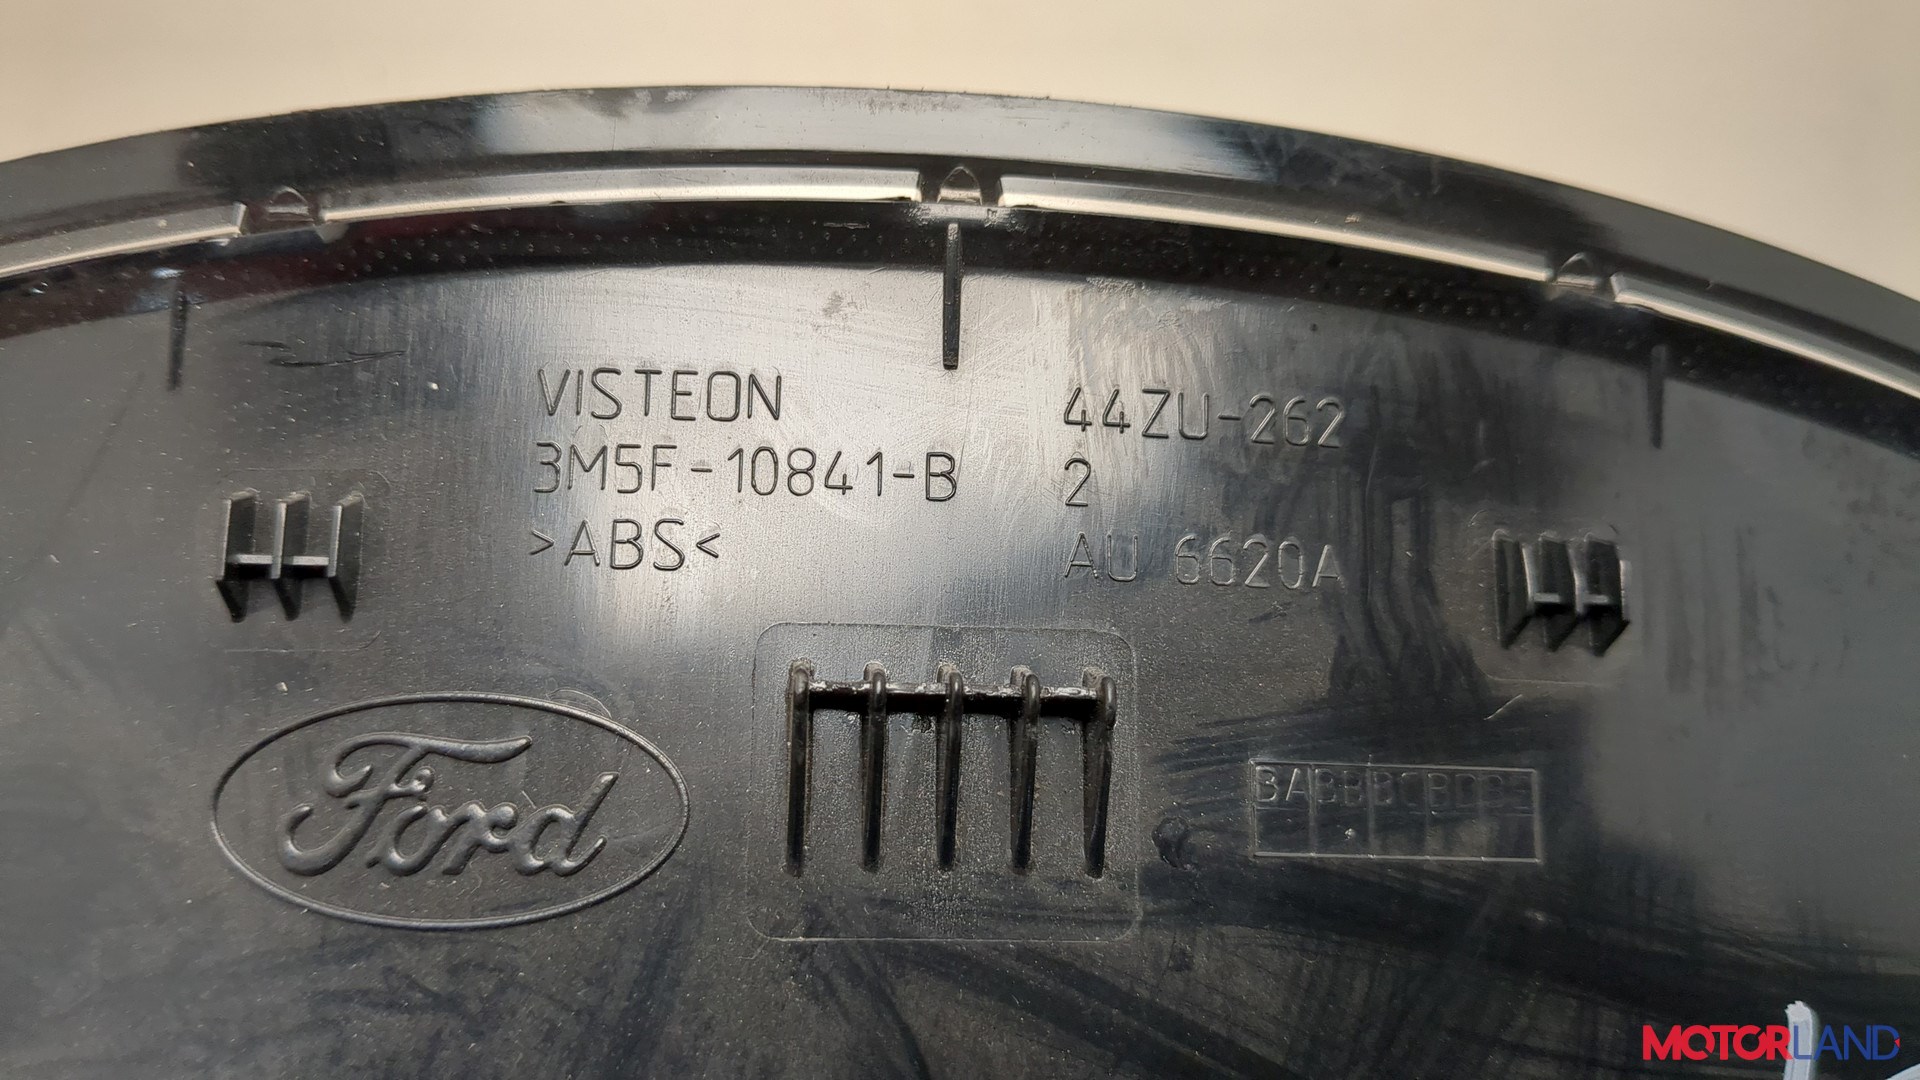 VISTEON
3M5F-10841-B
>ABS<
44ZU-262
2
AU 6620A
Ford
MOTORLAND